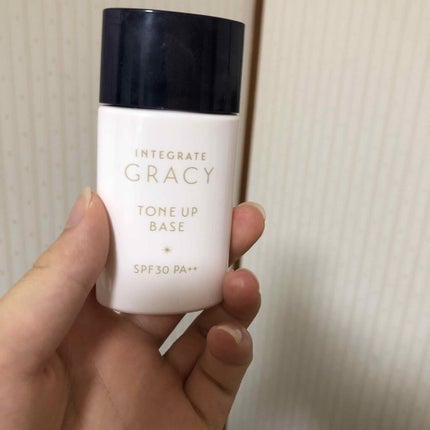 INTEGRATE
GRACY
TONE UP
BASE
SPF30 PA++